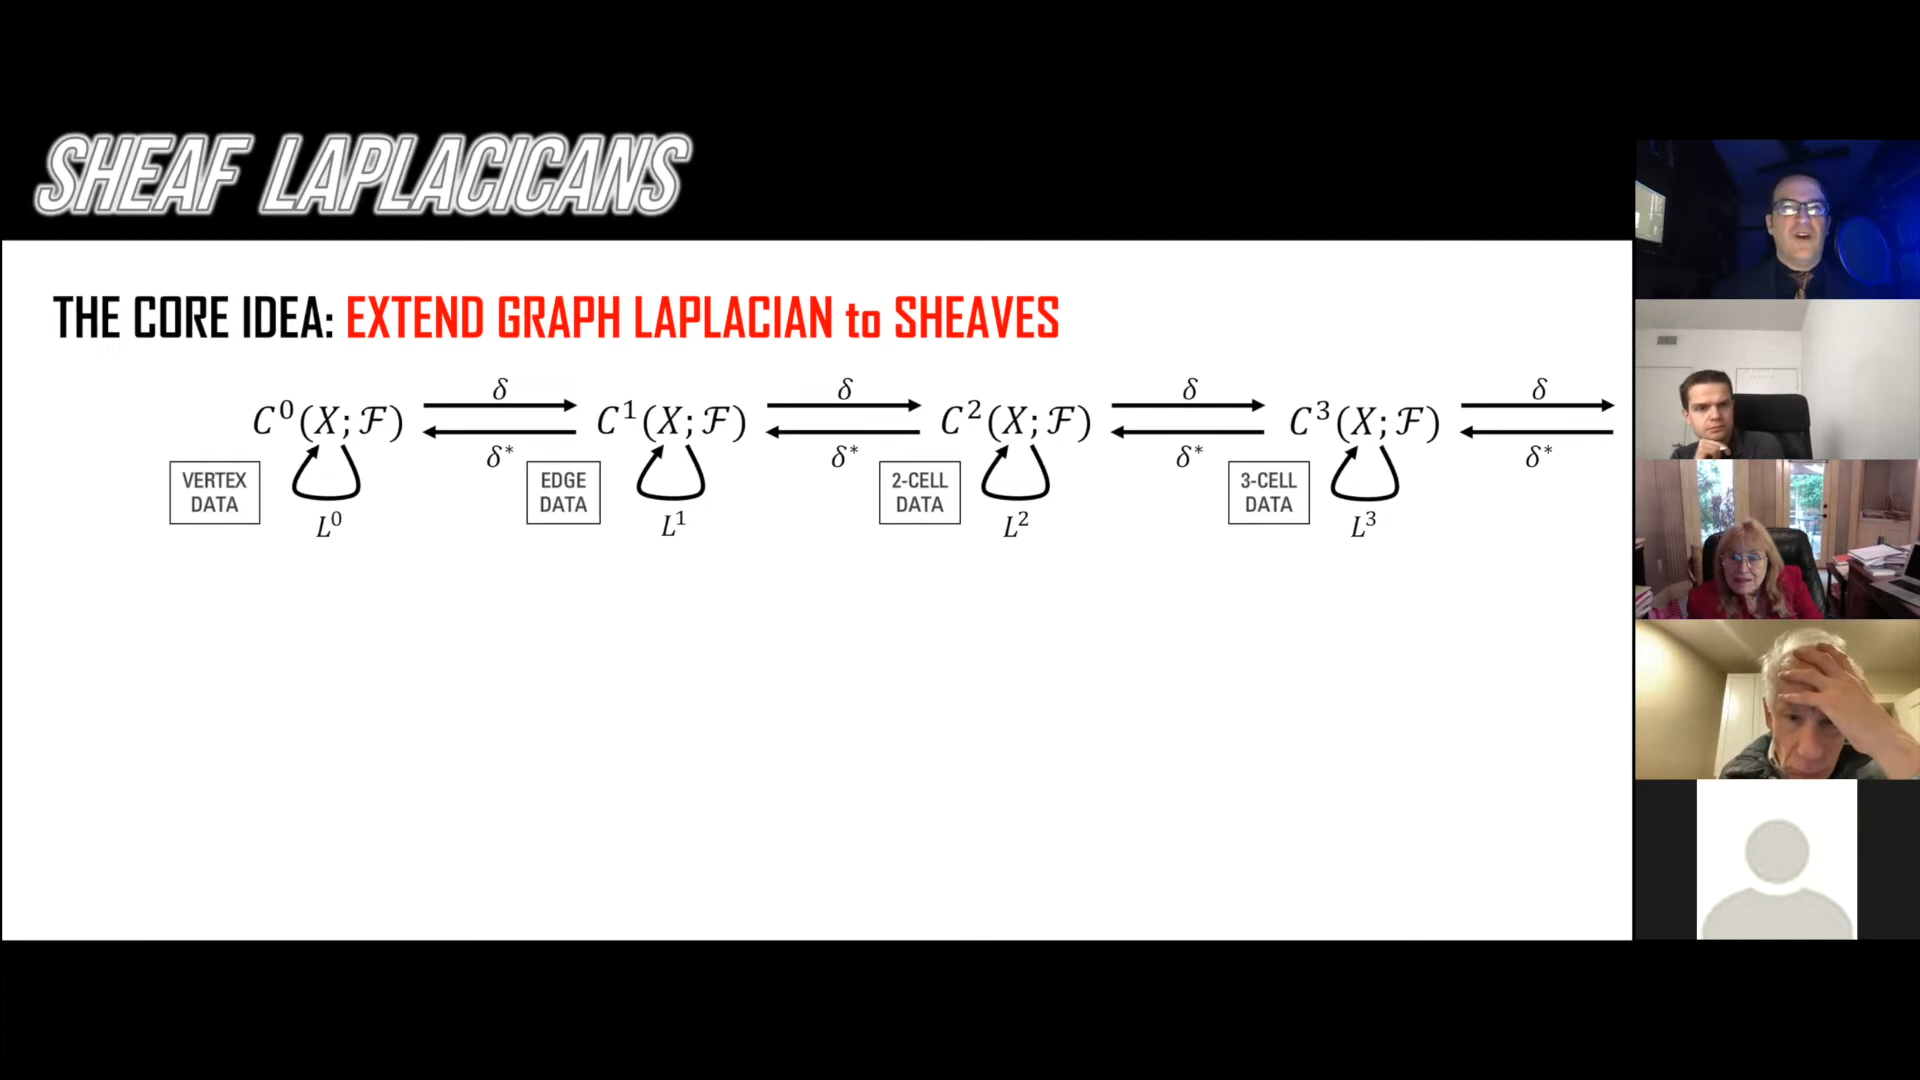 SHEAF LAPLACICANS
THE CORE IDEA: EXTEND GRAPH LAPLACIAN to SHEAVES
δ δ δ δ
C⁰(X; ℱ) C¹(X; ℱ) C²(X; ℱ) C³(X; ℱ)
δ* δ* δ* δ*
VERTEX DATA
EDGE DATA
2-CELL DATA
3-CELL DATA
L⁰ L¹ L² L³